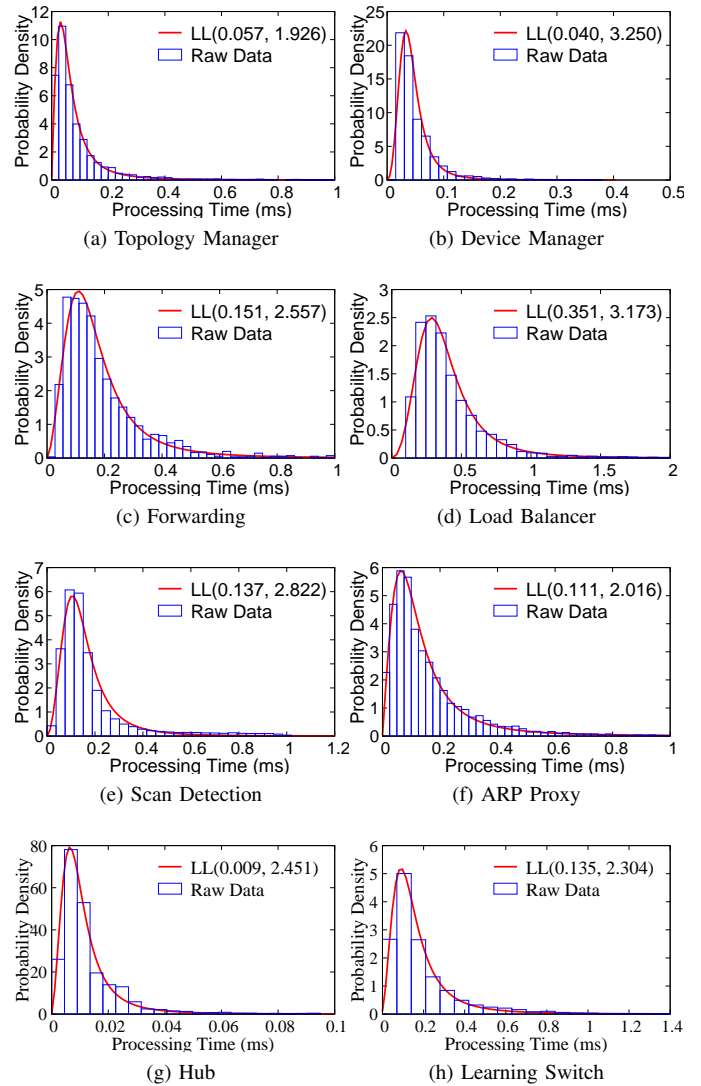 12
10
8
6
4
2
0
Probability Density
LL(0.057, 1.926)
Raw Data
0 0.2 0.4 0.6 0.8 1
Processing Time (ms)
(a) Topology Manager
25
20
15
10
5
0
Probability Density
LL(0.040, 3.250)
Raw Data
0 0.1 0.2 0.3 0.4 0.5
Processing Time (ms)
(b) Device Manager
5
4
3
2
1
0
Probability Density
LL(0.151, 2.557)
Raw Data
0 0.2 0.4 0.6 0.8 1
Processing Time (ms)
(c) Forwarding
3
2.5
2
1.5
1
0.5
0
Probability Density
LL(0.351, 3.173)
Raw Data
0 0.5 1 1.5 2
Processing Time (ms)
(d) Load Balancer
7
6
5
4
3
2
1
0
Probability Density
LL(0.137, 2.822)
Raw Data
0 0.2 0.4 0.6 0.8 1 1.2
Processing Time (ms)
(e) Scan Detection
6
5
4
3
2
1
0
Probability Density
LL(0.111, 2.016)
Raw Data
0 0.2 0.4 0.6 0.8 1
Processing Time (ms)
(f) ARP Proxy
80
60
40
20
0
Probability Density
LL(0.009, 2.451)
Raw Data
0 0.02 0.04 0.06 0.08 0.1
Processing Time (ms)
(g) Hub
6
5
4
3
2
1
0
Probability Density
LL(0.135, 2.304)
Raw Data
0 0.2 0.4 0.6 0.8 1 1.2 1.4
Processing Time (ms)
(h) Learning Switch